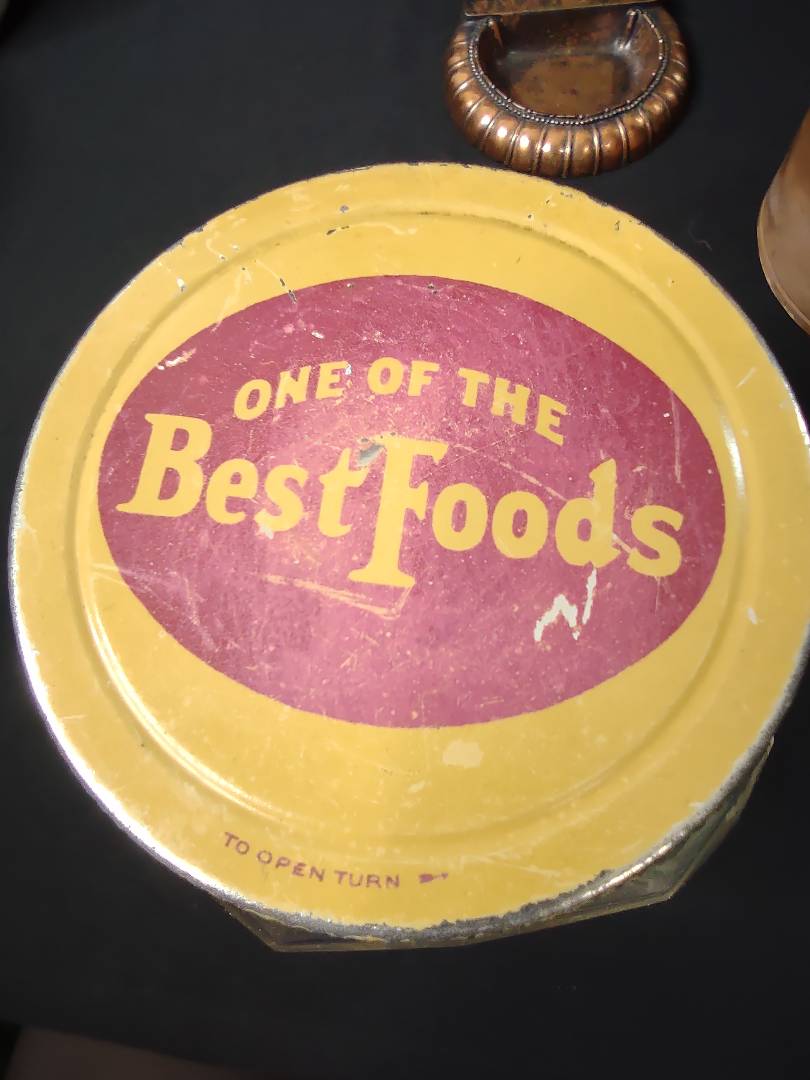 ONE OF THE
Best Foods
TO OPEN TURN